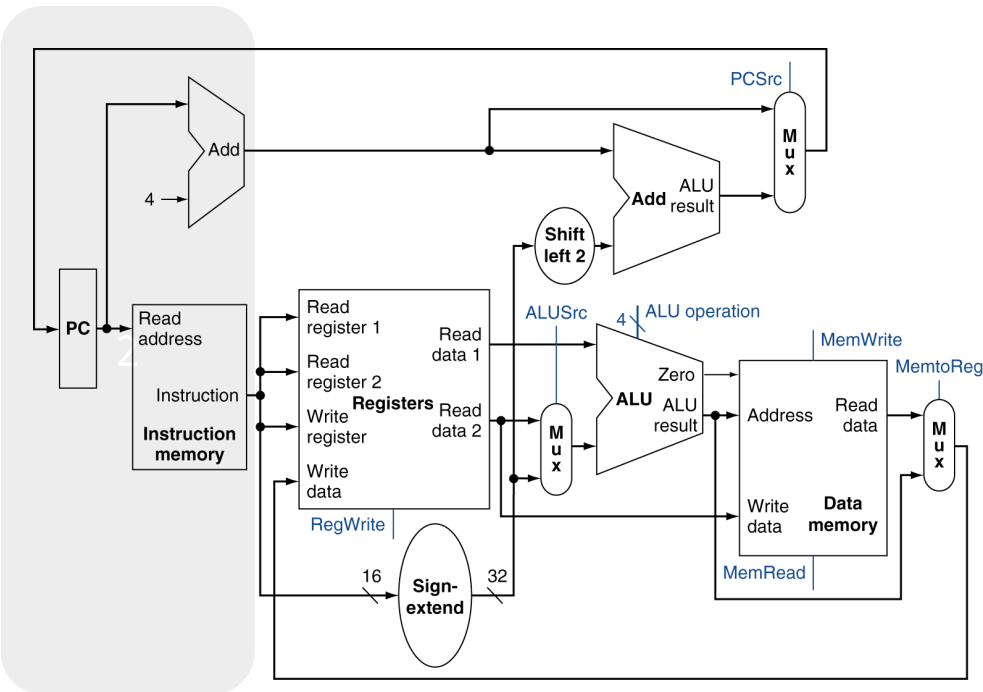 PCSrc
M
u
x
Add
4
Add
ALU
result
Shift
left 2
PC
Read
address
Instruction
Instruction
memory
2
Read
register 1
Read
register 2
Write
register
Write
data
Registers
Read
data 1
Read
data 2
RegWrite
16
Sign-
extend
32
ALUSrc
M
u
x
4
ALU operation
Zero
ALU
ALU
result
MemWrite
Address
Read
data
Write
data
Data
memory
MemRead
MemtoReg
M
u
x